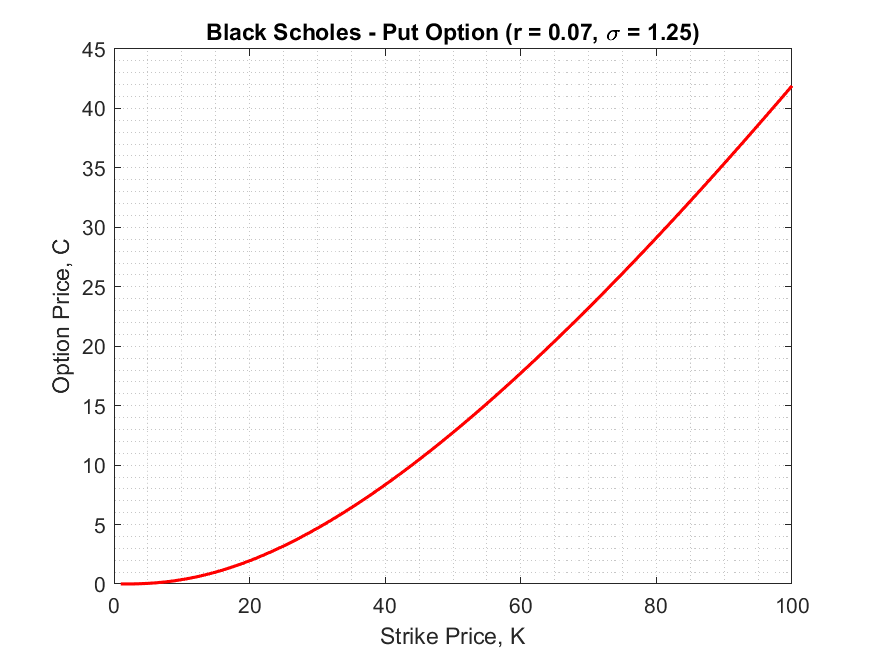 Black Scholes - Put Option (r = 0.07, σ = 1.25)
45
40
35
30
25
20
15
10
5
0
Option Price, C
0 20 40 60 80 100
Strike Price, K